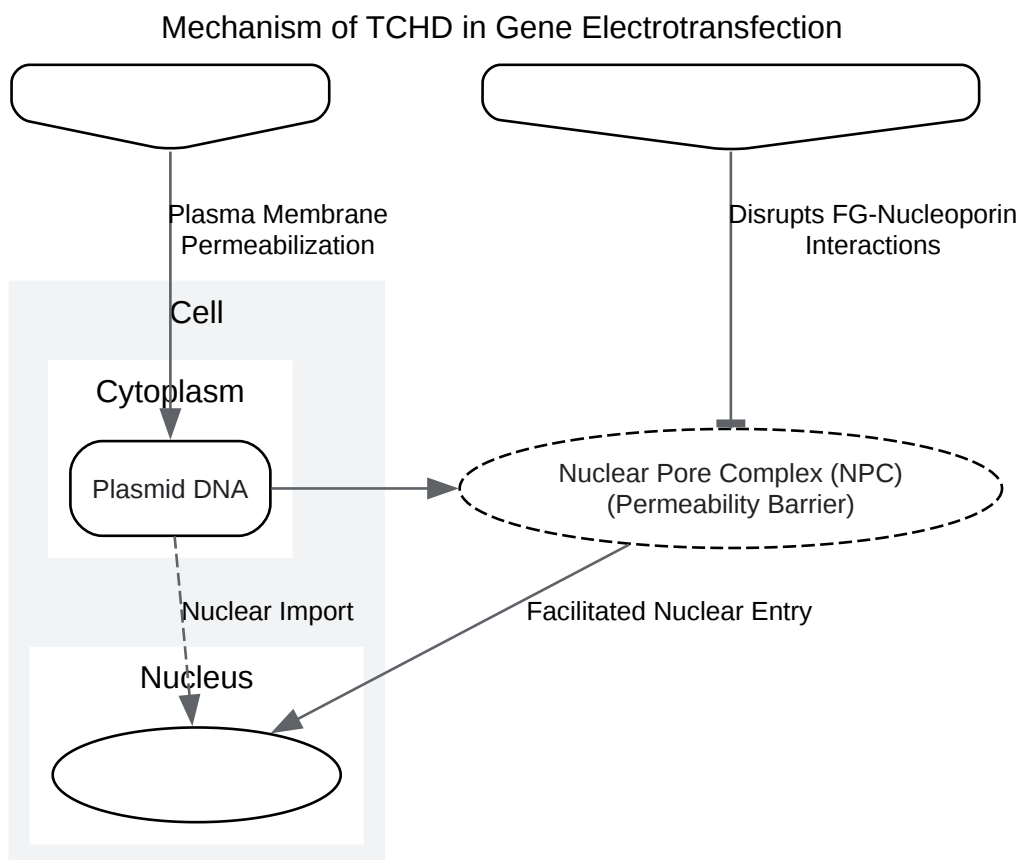 Mechanism of TCHD in Gene Electrotransfection
Plasma Membrane
Permeabilization
Disrupts FG-Nucleoporin
Interactions
Cell
Cytoplasm
Plasmid DNA
Nuclear Pore Complex (NPC)
(Permeability Barrier)
Nuclear Import
Facilitated Nuclear Entry
Nucleus